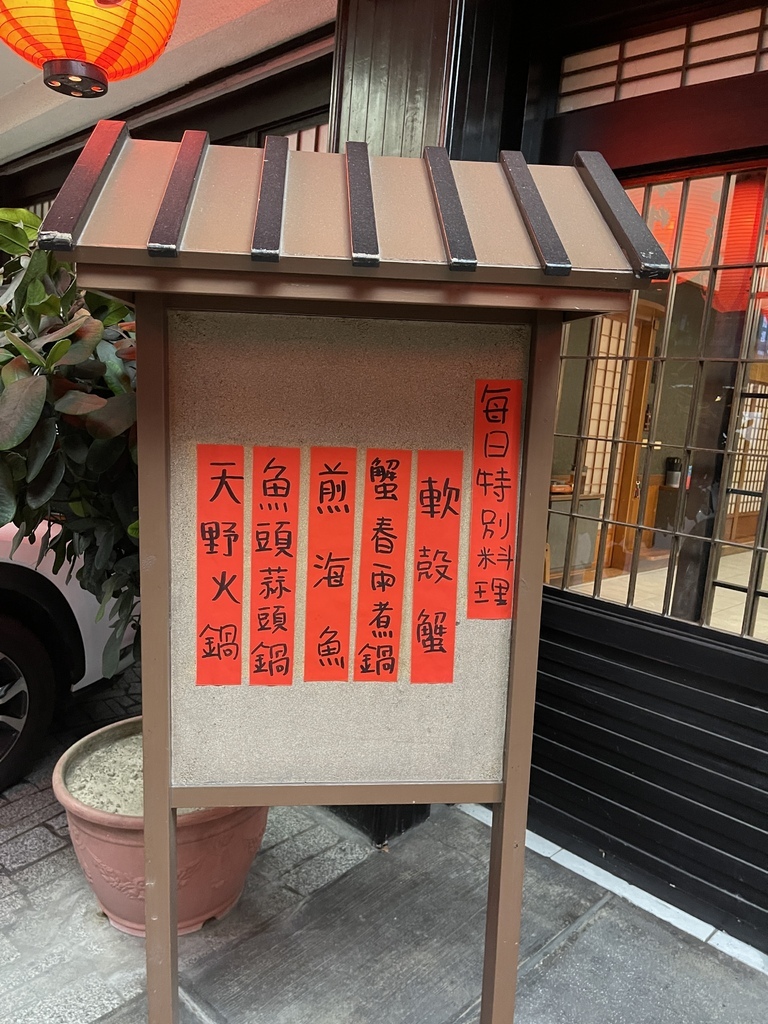 每日特別料理
軟殼蟹
蟹春雨煮鍋
煎海魚
魚頭蒜頭鍋
天野火鍋